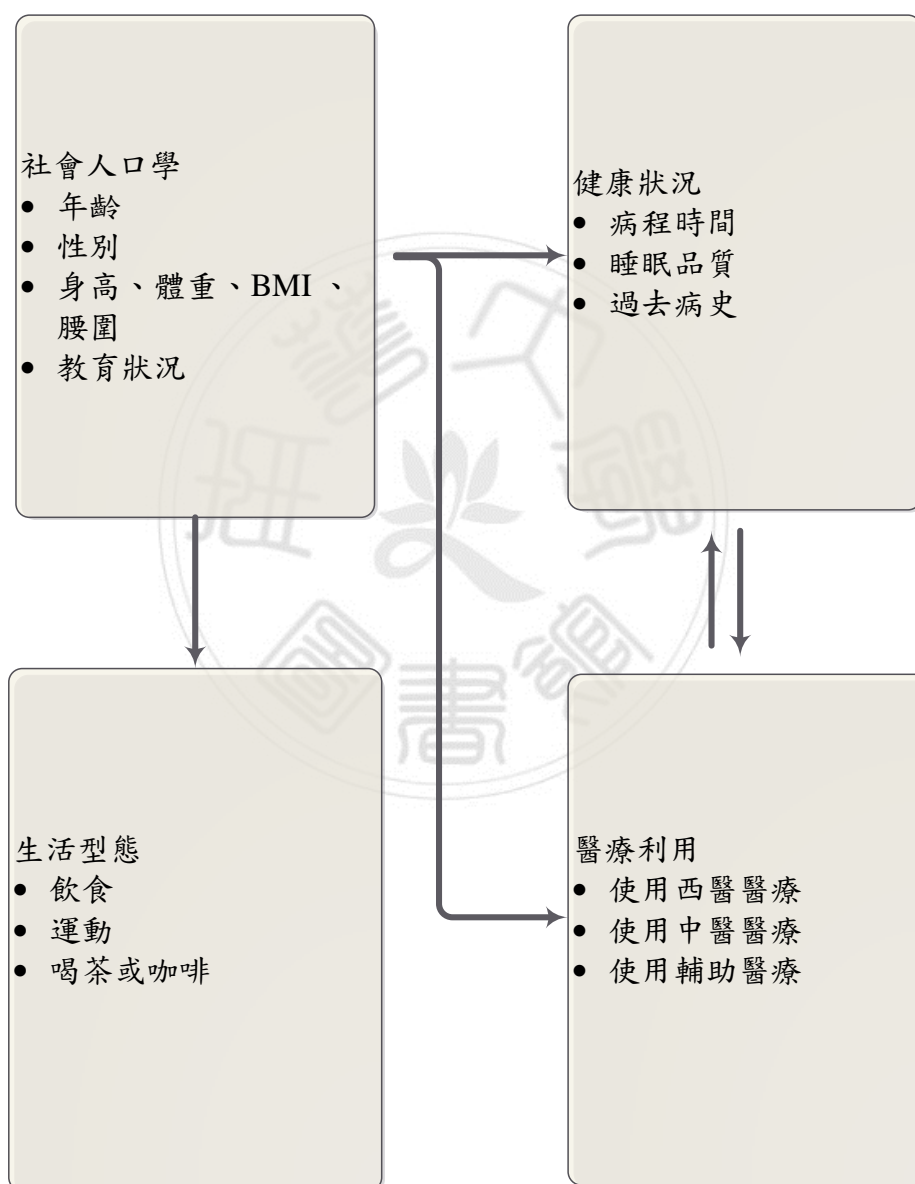 社會人口學
• 年齡
• 性別
• 身高、體重、BMI、
腰圍
• 教育狀況
健康狀況
• 病程時間
• 睡眠品質
• 過去病史
生活型態
• 飲食
• 運動
• 喝茶或咖啡
醫療利用
• 使用西醫醫療
• 使用中醫醫療
• 使用輔助醫療